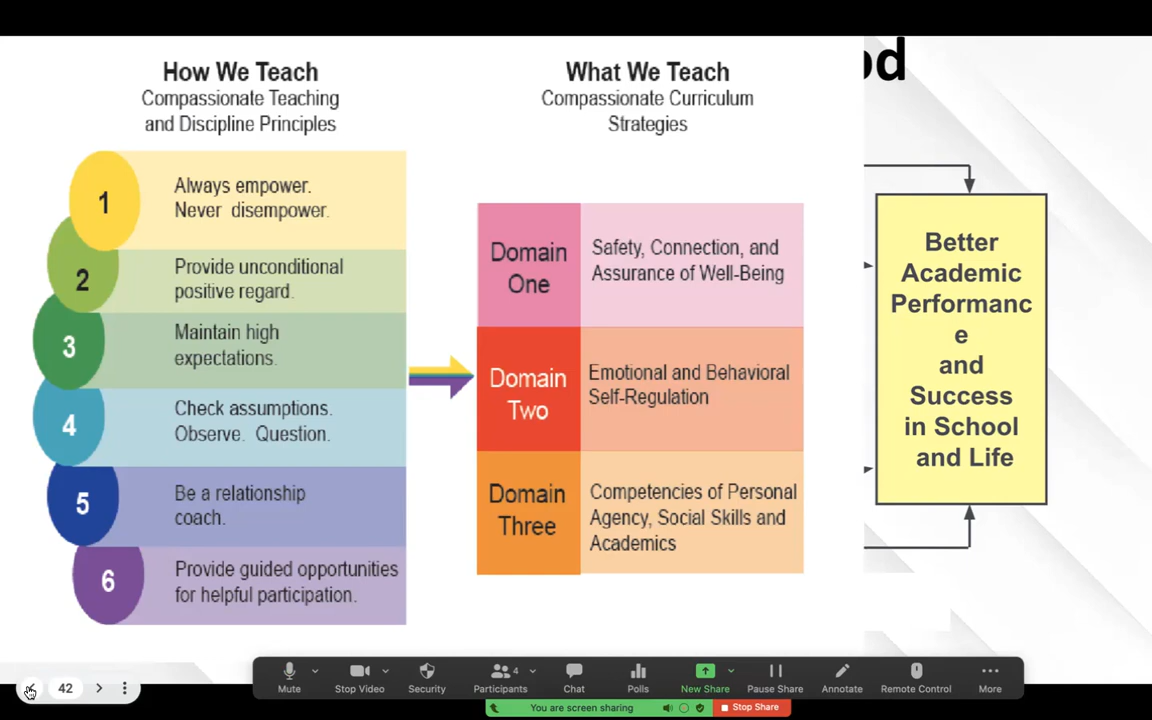 How We Teach
Compassionate Teaching
and Discipline Principles
1
Always empower.
Never disempower.
2
Provide unconditional
positive regard.
3
Maintain high
expectations.
4
Check assumptions.
Observe. Question.
5
Be a relationship
coach.
6
Provide guided opportunities
for helpful participation.
What We Teach
Compassionate Curriculum
Strategies
Domain
One
Safety, Connection, and
Assurance of Well-Being
Domain
Two
Emotional and Behavioral
Self-Regulation
Domain
Three
Competencies of Personal
Agency, Social Skills and
Academics
od
Better
Academic
Performanc
e
and
Success
in School
and Life
42
Mute
Stop Video
Security
Participants
4
Chat
Polls
New Share
Pause Share
Annotate
Remote Control
More
You are screen sharing
Stop Share